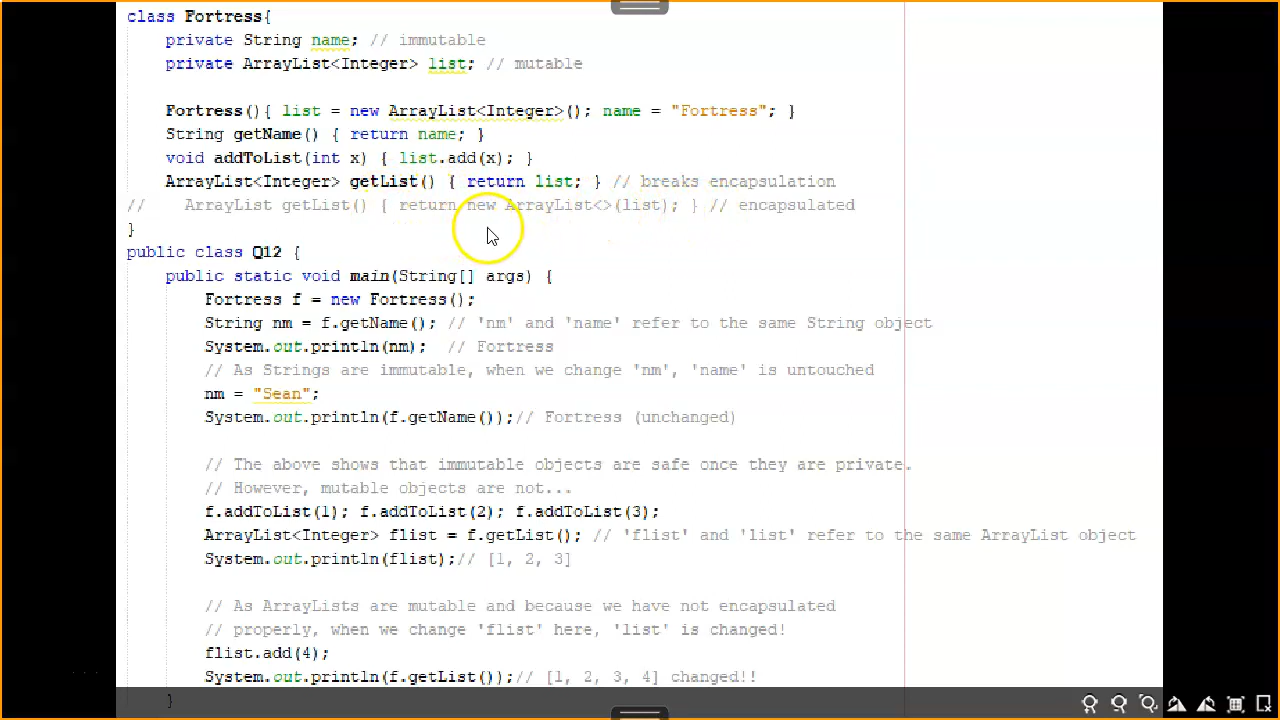 class Fortress{
private String name; // immutable
private ArrayList<Integer> list; // mutable
Fortress(){ list = new ArrayList<Integer>(); name = "Fortress"; }
String getName() { return name; }
void addToList(int x) { list.add(x); }
ArrayList<Integer> getList() { return list; } // breaks encapsulation
// ArrayList getList() { return new ArrayList<>(list); } // encapsulated
}
public class Q12 {
public static void main(String[] args) {
Fortress f = new Fortress();
String nm = f.getName(); // 'nm' and 'name' refer to the same String object
System.out.println(nm); // Fortress
// As Strings are immutable, when we change 'nm', 'name' is untouched
nm = "Sean";
System.out.println(f.getName());// Fortress (unchanged)
// The above shows that immutable objects are safe once they are private.
// However, mutable objects are not...
f.addToList(1); f.addToList(2); f.addToList(3);
ArrayList<Integer> flist = f.getList(); // 'flist' and 'list' refer to the same ArrayList object
System.out.println(flist);// [1, 2, 3]
// As ArrayLists are mutable and because we have not encapsulated
// properly, when we change 'flist' here, 'list' is changed!
flist.add(4);
System.out.println(f.getList());// [1, 2, 3, 4] changed!!
}